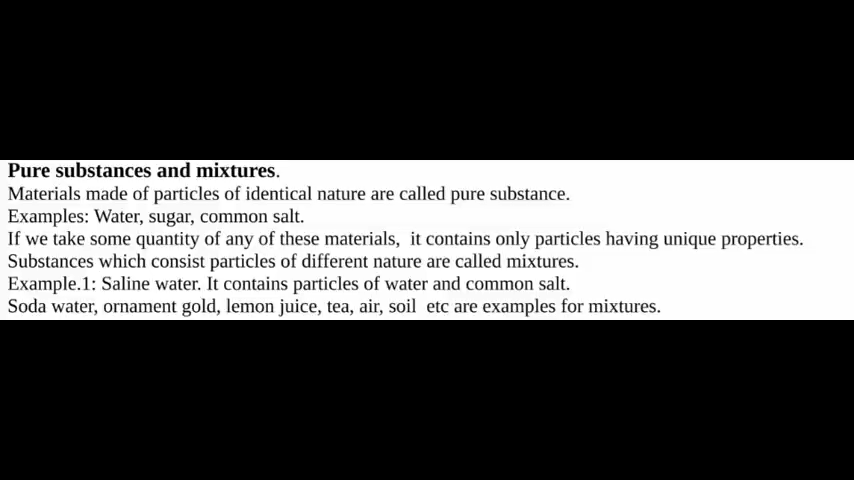 Pure substances and mixtures.
Materials made of particles of identical nature are called pure substance.
Examples: Water, sugar, common salt.
If we take some quantity of any of these materials,  it contains only particles having unique properties.
Substances which consist particles of different nature are called mixtures.
Example.1: Saline water. It contains particles of water and common salt.
Soda water, ornament gold, lemon juice, tea, air, soil  etc are examples for mixtures.